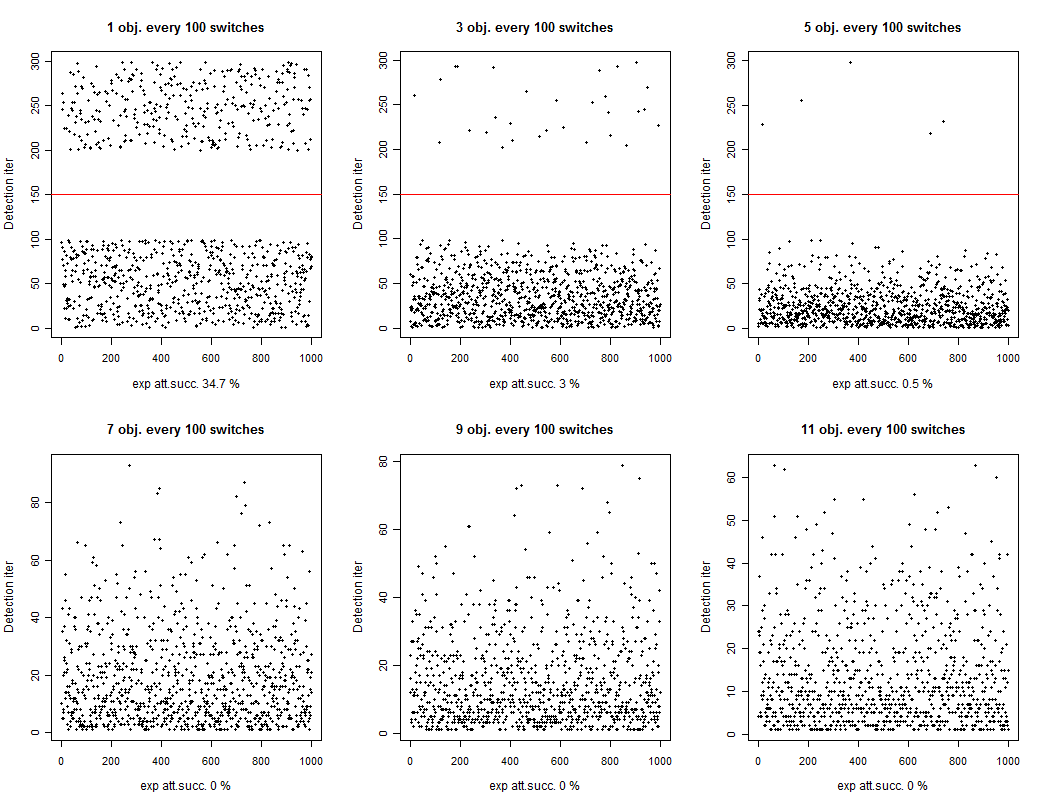 1 obj. every 100 switches
3 obj. every 100 switches
5 obj. every 100 switches
Detection iter
0 50 100 150 200 250 300
0 200 400 600 800 1000
exp att.succ. 34.7 %
Detection iter
0 50 100 150 200 250 300
0 200 400 600 800 1000
exp att.succ. 3 %
Detection iter
0 50 100 150 200 250 300
0 200 400 600 800 1000
exp att.succ. 0.5 %
7 obj. every 100 switches
9 obj. every 100 switches
11 obj. every 100 switches
Detection iter
0 20 40 60 80
0 200 400 600 800 1000
exp att.succ. 0 %
Detection iter
0 20 40 60 80
0 200 400 600 800 1000
exp att.succ. 0 %
Detection iter
0 10 20 30 40 50 60
0 200 400 600 800 1000
exp att.succ. 0 %